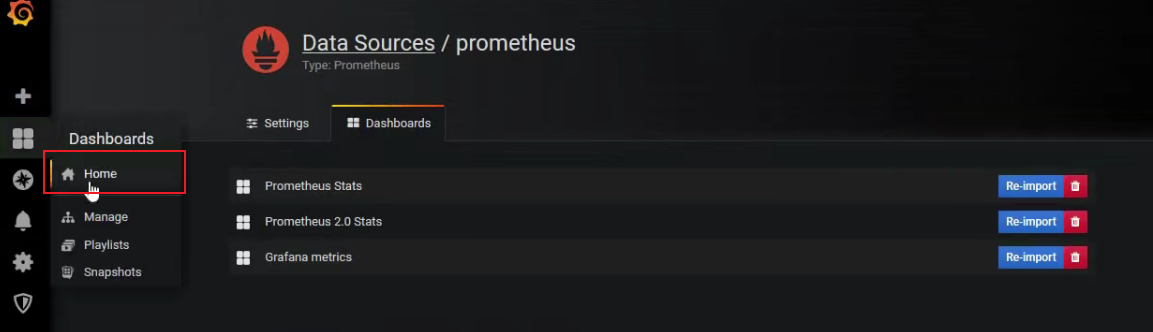 Data Sources / prometheus
Type: Prometheus
Settings
Dashboards
Dashboards
Home
Manage
Playlists
Snapshots
Prometheus Stats Re-import
Prometheus 2.0 Stats Re-import
Grafana metrics Re-import